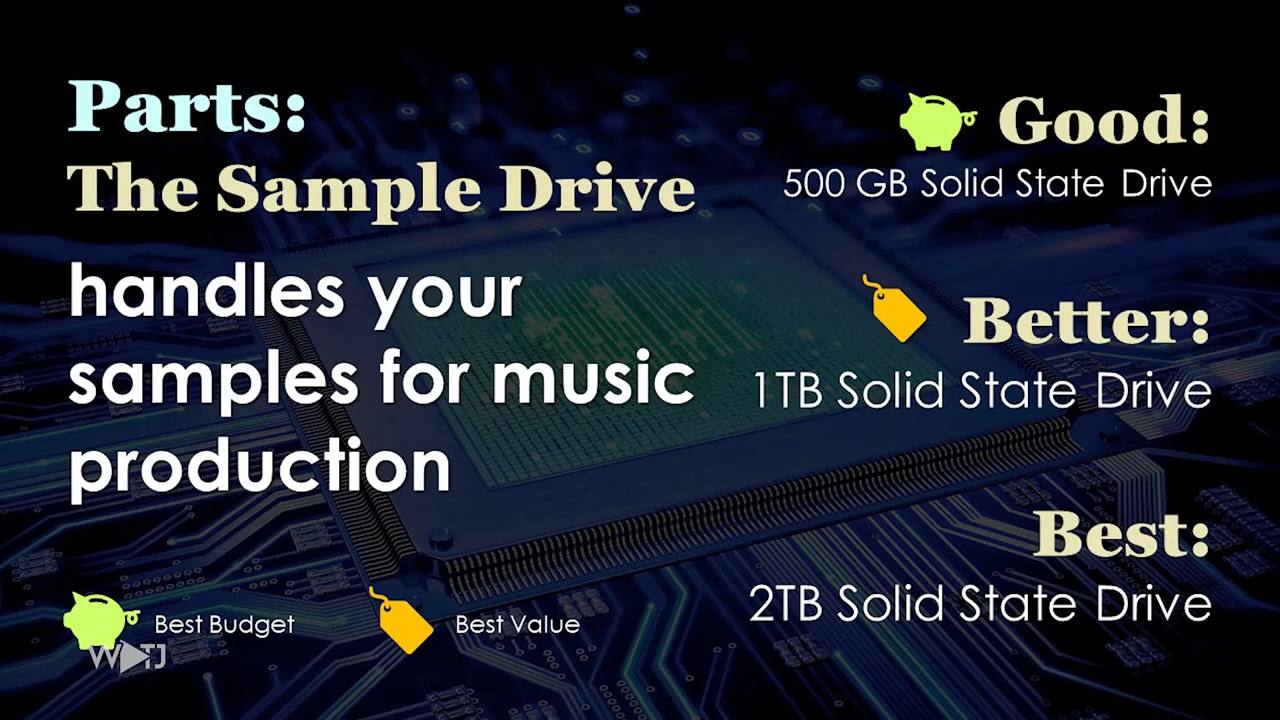 Parts:
The Sample Drive
handles your
samples for music
production
Good:
500 GB Solid State Drive
Better:
1TB Solid State Drive
Best:
2TB Solid State Drive
Best Budget
Best Value